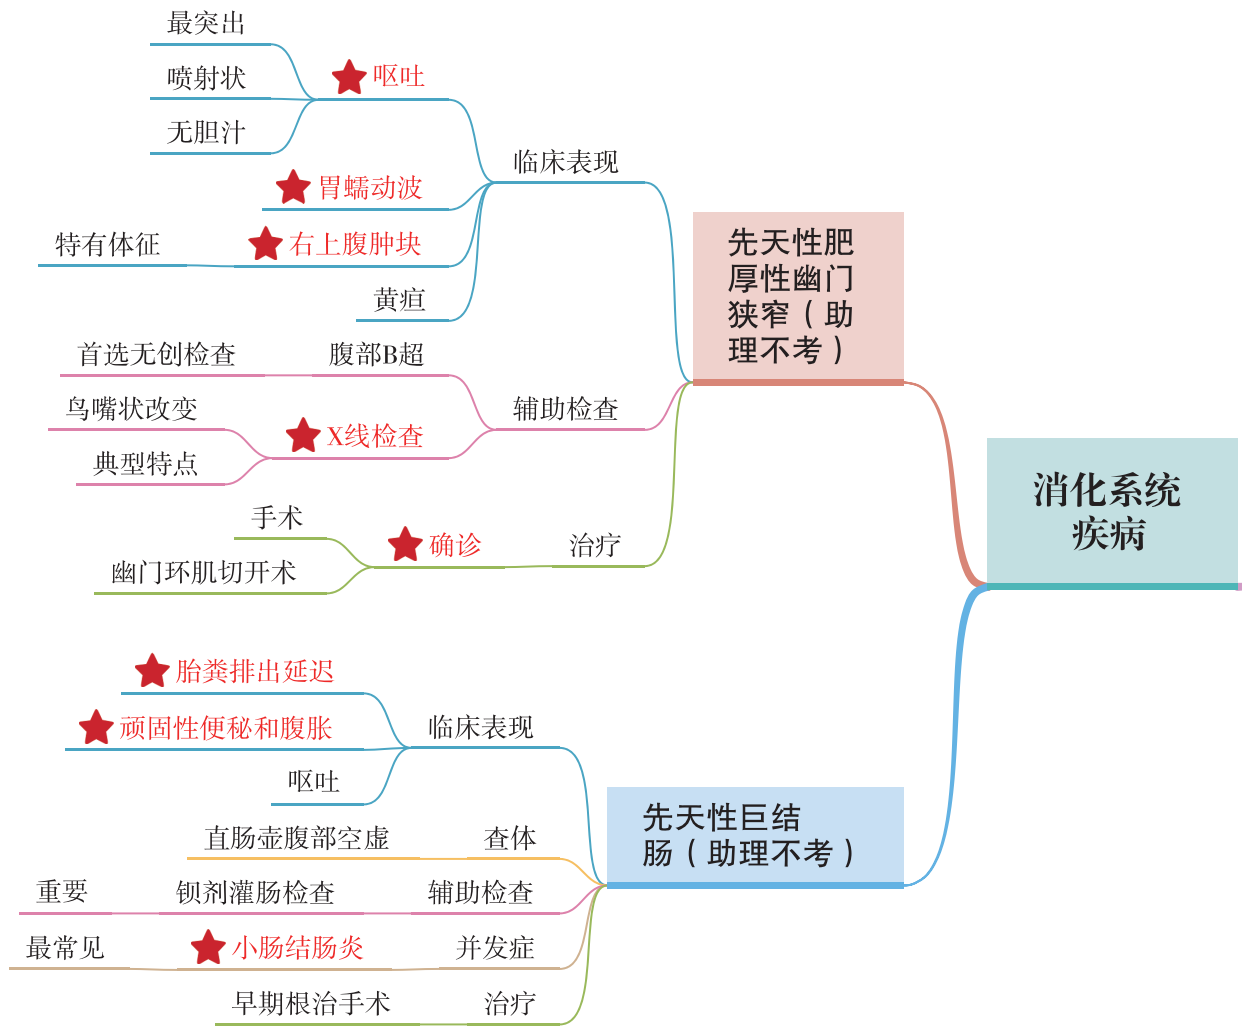 最突出
喷射状
无胆汁
呕吐
胃蠕动波
特有体征
右上腹肿块
黄疸
临床表现
首选无创检查
腹部B超
鸟嘴状改变
典型特点
X线检查
辅助检查
手术
幽门环肌切开术
确诊
治疗
先天性肥
厚性幽门
狭窄（助
理不考）
消化系统
疾病
胎粪排出延迟
顽固性便秘和腹胀
呕吐
临床表现
直肠壶腹部空虚
查体
重要
钡剂灌肠检查
辅助检查
最常见
小肠结肠炎
并发症
早期根治手术
治疗
先天性巨结
肠（助理不考）